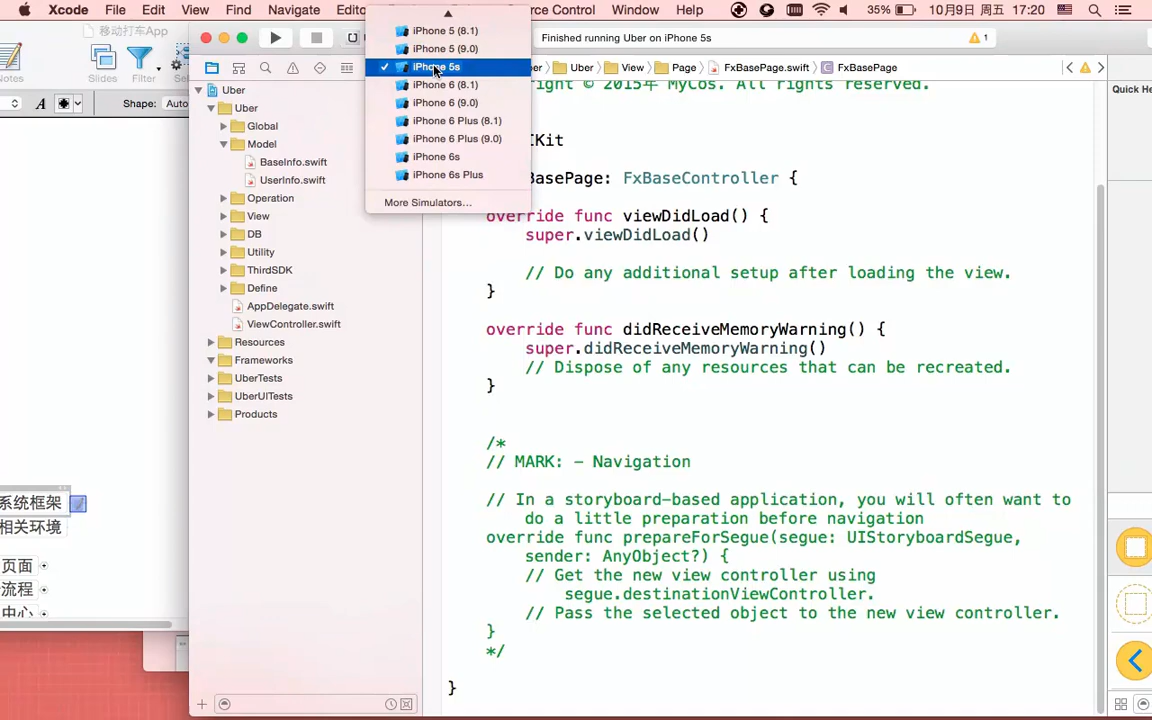 Xcode File Edit View Find Navigate Edito rce Control Window Help 35% 10月9日 周五 17:20
移动打车App
Finished running Uber on iPhone 5s 1
Notes Slides Filter S
A Shape: Auto
iPhone 5 (8.1)
iPhone 5 (9.0)
iPhone 5s
iPhone 6 (8.1)
iPhone 6 (9.0)
iPhone 6 Plus (8.1)
iPhone 6 Plus (9.0)
iPhone 6s
iPhone 6s Plus
More Simulators...
er Uber View Page FxBasePage.swift FxBasePage
Quick He
Uber
Uber
Global
Model
BaseInfo.swift
UserInfo.swift
Operation
View
DB
Utility
ThirdSDK
Define
AppDelegate.swift
ViewController.swift
Resources
Frameworks
UberTests
UberUITests
Products
right © 2015年 MyCos. All rights reserved.
IKit
BasePage: FxBaseController {
override func viewDidLoad() {
super.viewDidLoad()
// Do any additional setup after loading the view.
}
override func didReceiveMemoryWarning() {
super.didReceiveMemoryWarning()
// Dispose of any resources that can be recreated.
}
/*
// MARK: - Navigation
// In a storyboard-based application, you will often want to
do a little preparation before navigation
override func prepareForSegue(segue: UIStoryboardSegue,
sender: AnyObject?) {
// Get the new view controller using
segue.destinationViewController.
// Pass the selected object to the new view controller.
}
*/
}
系统框架
相关环境
页面
流程
中心